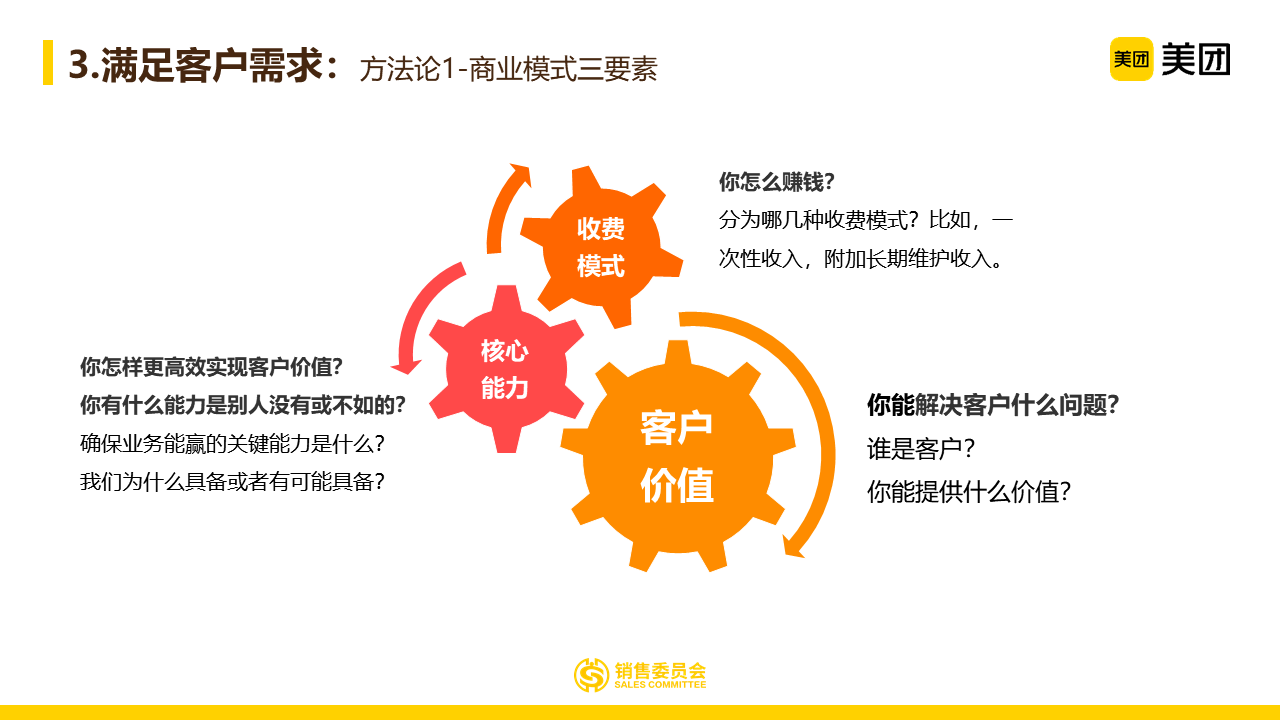 3.满足客户需求：方法论1-商业模式三要素
美团 美团
你怎么赚钱？
分为哪几种收费模式？比如，一
次性收入，附加长期维护收入。
收费
模式
核心
能力
你怎样更高效实现客户价值？
你有什么能力是别人没有或不如的？
确保业务能赢的关键能力是什么？
我们为什么具备或者有可能具备？
客户
价值
你能解决客户什么问题？
谁是客户？
你能提供什么价值？
销售委员会
SALES COMMITTEE